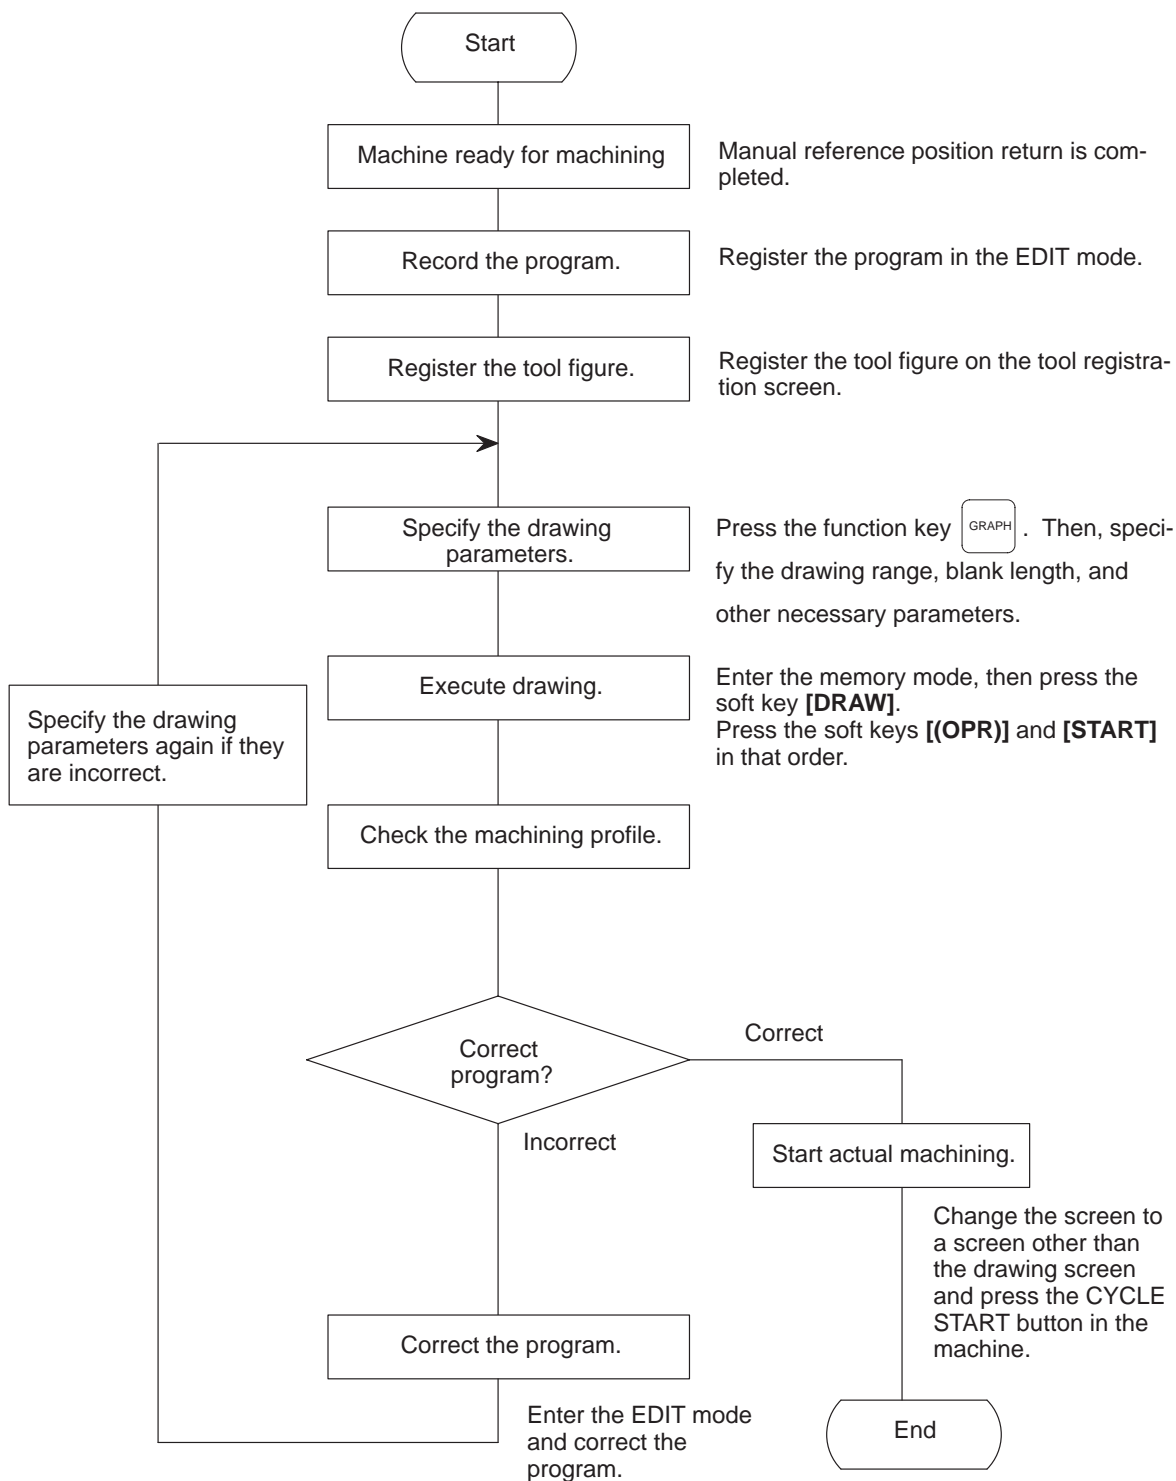 Start
Machine ready for machining
Manual reference position return is com-
pleted.
Record the program.
Register the program in the EDIT mode.
Register the tool figure.
Register the tool figure on the tool registra-
tion screen.
Specify the drawing
parameters.
Press the function key GRAPH . Then, speci-
fy the drawing range, blank length, and
other necessary parameters.
Execute drawing.
Enter the memory mode, then press the
soft key [DRAW].
Press the soft keys [(OPR)] and [START]
in that order.
Specify the drawing
parameters again if they
are incorrect.
Check the machining profile.
Correct
program?
Correct
Incorrect
Start actual machining.
Change the screen to
a screen other than
the drawing screen
and press the CYCLE
START button in the
machine.
Correct the program.
Enter the EDIT mode
and correct the
program.
End